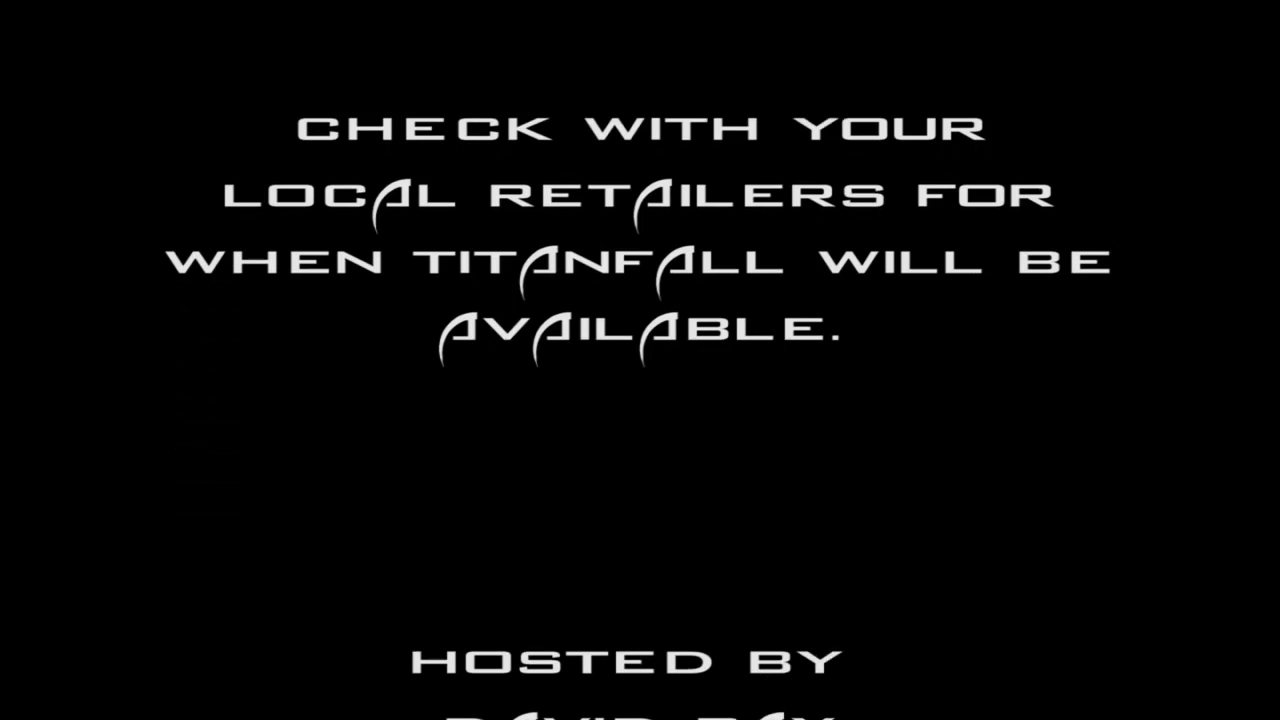 CHECK WITH YOUR
LOCAL RETAILERS FOR
WHEN TITANFALL WILL BE
AVAILABLE.
HOSTED BY